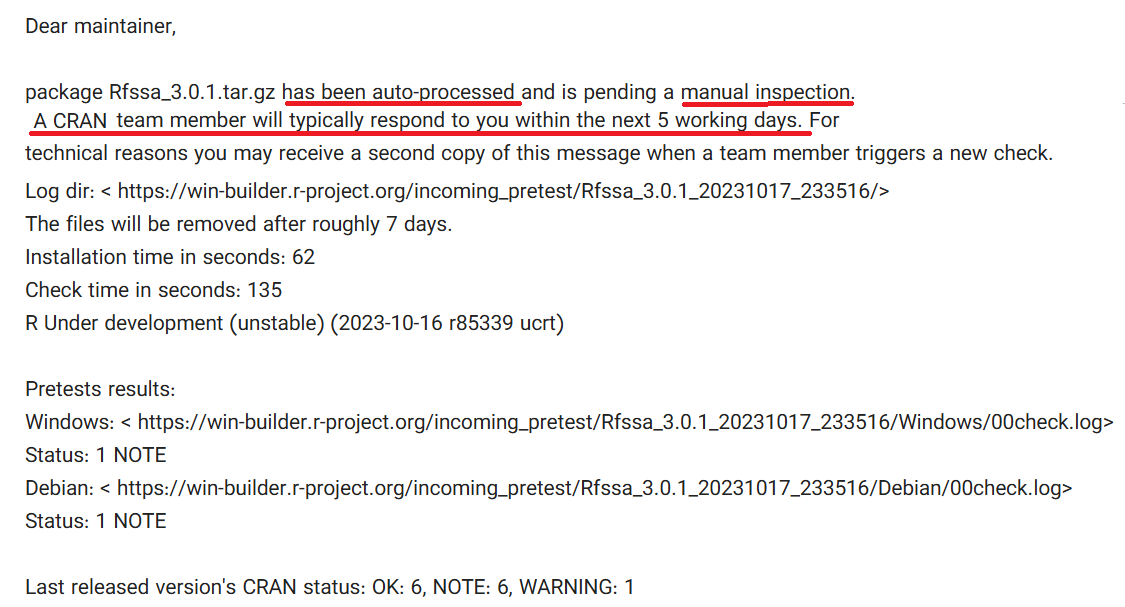 Dear maintainer,
package Rfssa_3.0.1.tar.gz has been auto-processed and is pending a manual inspection.
A CRAN team member will typically respond to you within the next 5 working days. For
technical reasons you may receive a second copy of this message when a team member triggers a new check.
Log dir: < https://win-builder.r-project.org/incoming_pretest/Rfssa_3.0.1_20231017_233516/>
The files will be removed after roughly 7 days.
Installation time in seconds: 62
Check time in seconds: 135
R Under development (unstable) (2023-10-16 r85339 ucrt)
Pretests results:
Windows: < https://win-builder.r-project.org/incoming_pretest/Rfssa_3.0.1_20231017_233516/Windows/00check.log>
Status: 1 NOTE
Debian: < https://win-builder.r-project.org/incoming_pretest/Rfssa_3.0.1_20231017_233516/Debian/00check.log>
Status: 1 NOTE
Last released version's CRAN status: OK: 6, NOTE: 6, WARNING: 1